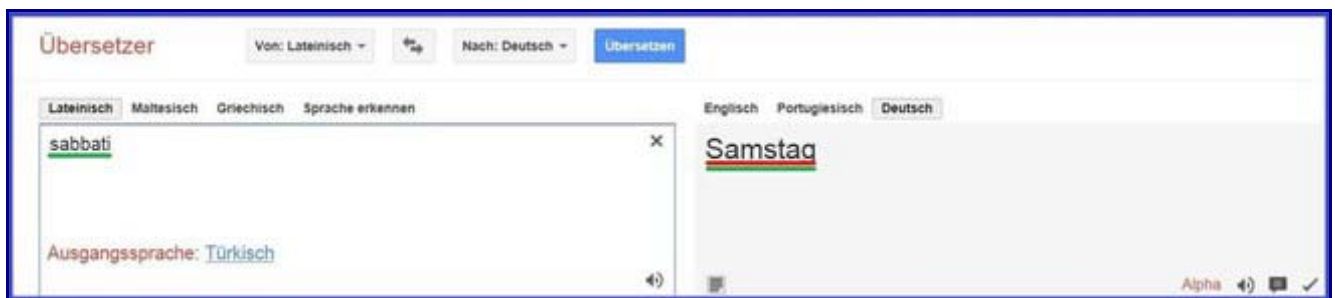 Übersetzer Von: Lateinisch Nach: Deutsch Übersetzen
Lateinisch Maltesisch Griechisch Sprache erkennen Englisch Portugiesisch Deutsch
sabbati Samstag
Ausgangssprache: Türkisch
Alpha